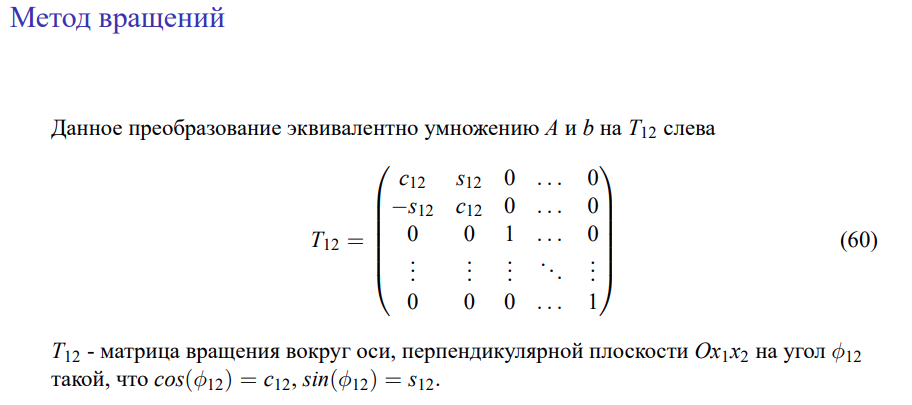 Метод вращений
Данное преобразование эквивалентно умножению A и b на T₁₂ слева
T₁₂ = 
c₁₂ s₁₂ 0 … 0
−s₁₂ c₁₂ 0 … 0
0 0 1 … 0
⋮ ⋮ ⋮ ⋱ ⋮
0 0 0 … 1
(60)
T₁₂ - матрица вращения вокруг оси, перпендикулярной плоскости Ox₁x₂ на угол ϕ₁₂
такой, что cos(ϕ₁₂) = c₁₂, sin(ϕ₁₂) = s₁₂.